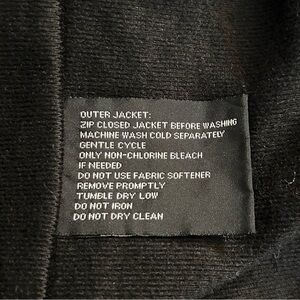 OUTER JACKET:
ZIP CLOSED JACKET BEFORE WASHING
MACHINE WASH COLD SEPARATELY
GENTLE CYCLE
ONLY NON-CHLORINE BLEACH
IF NEEDED
DO NOT USE FABRIC SOFTENER
REMOVE PROMPTLY
TUMBLE DRY LOW
DO NOT IRON
DO NOT DRY CLEAN